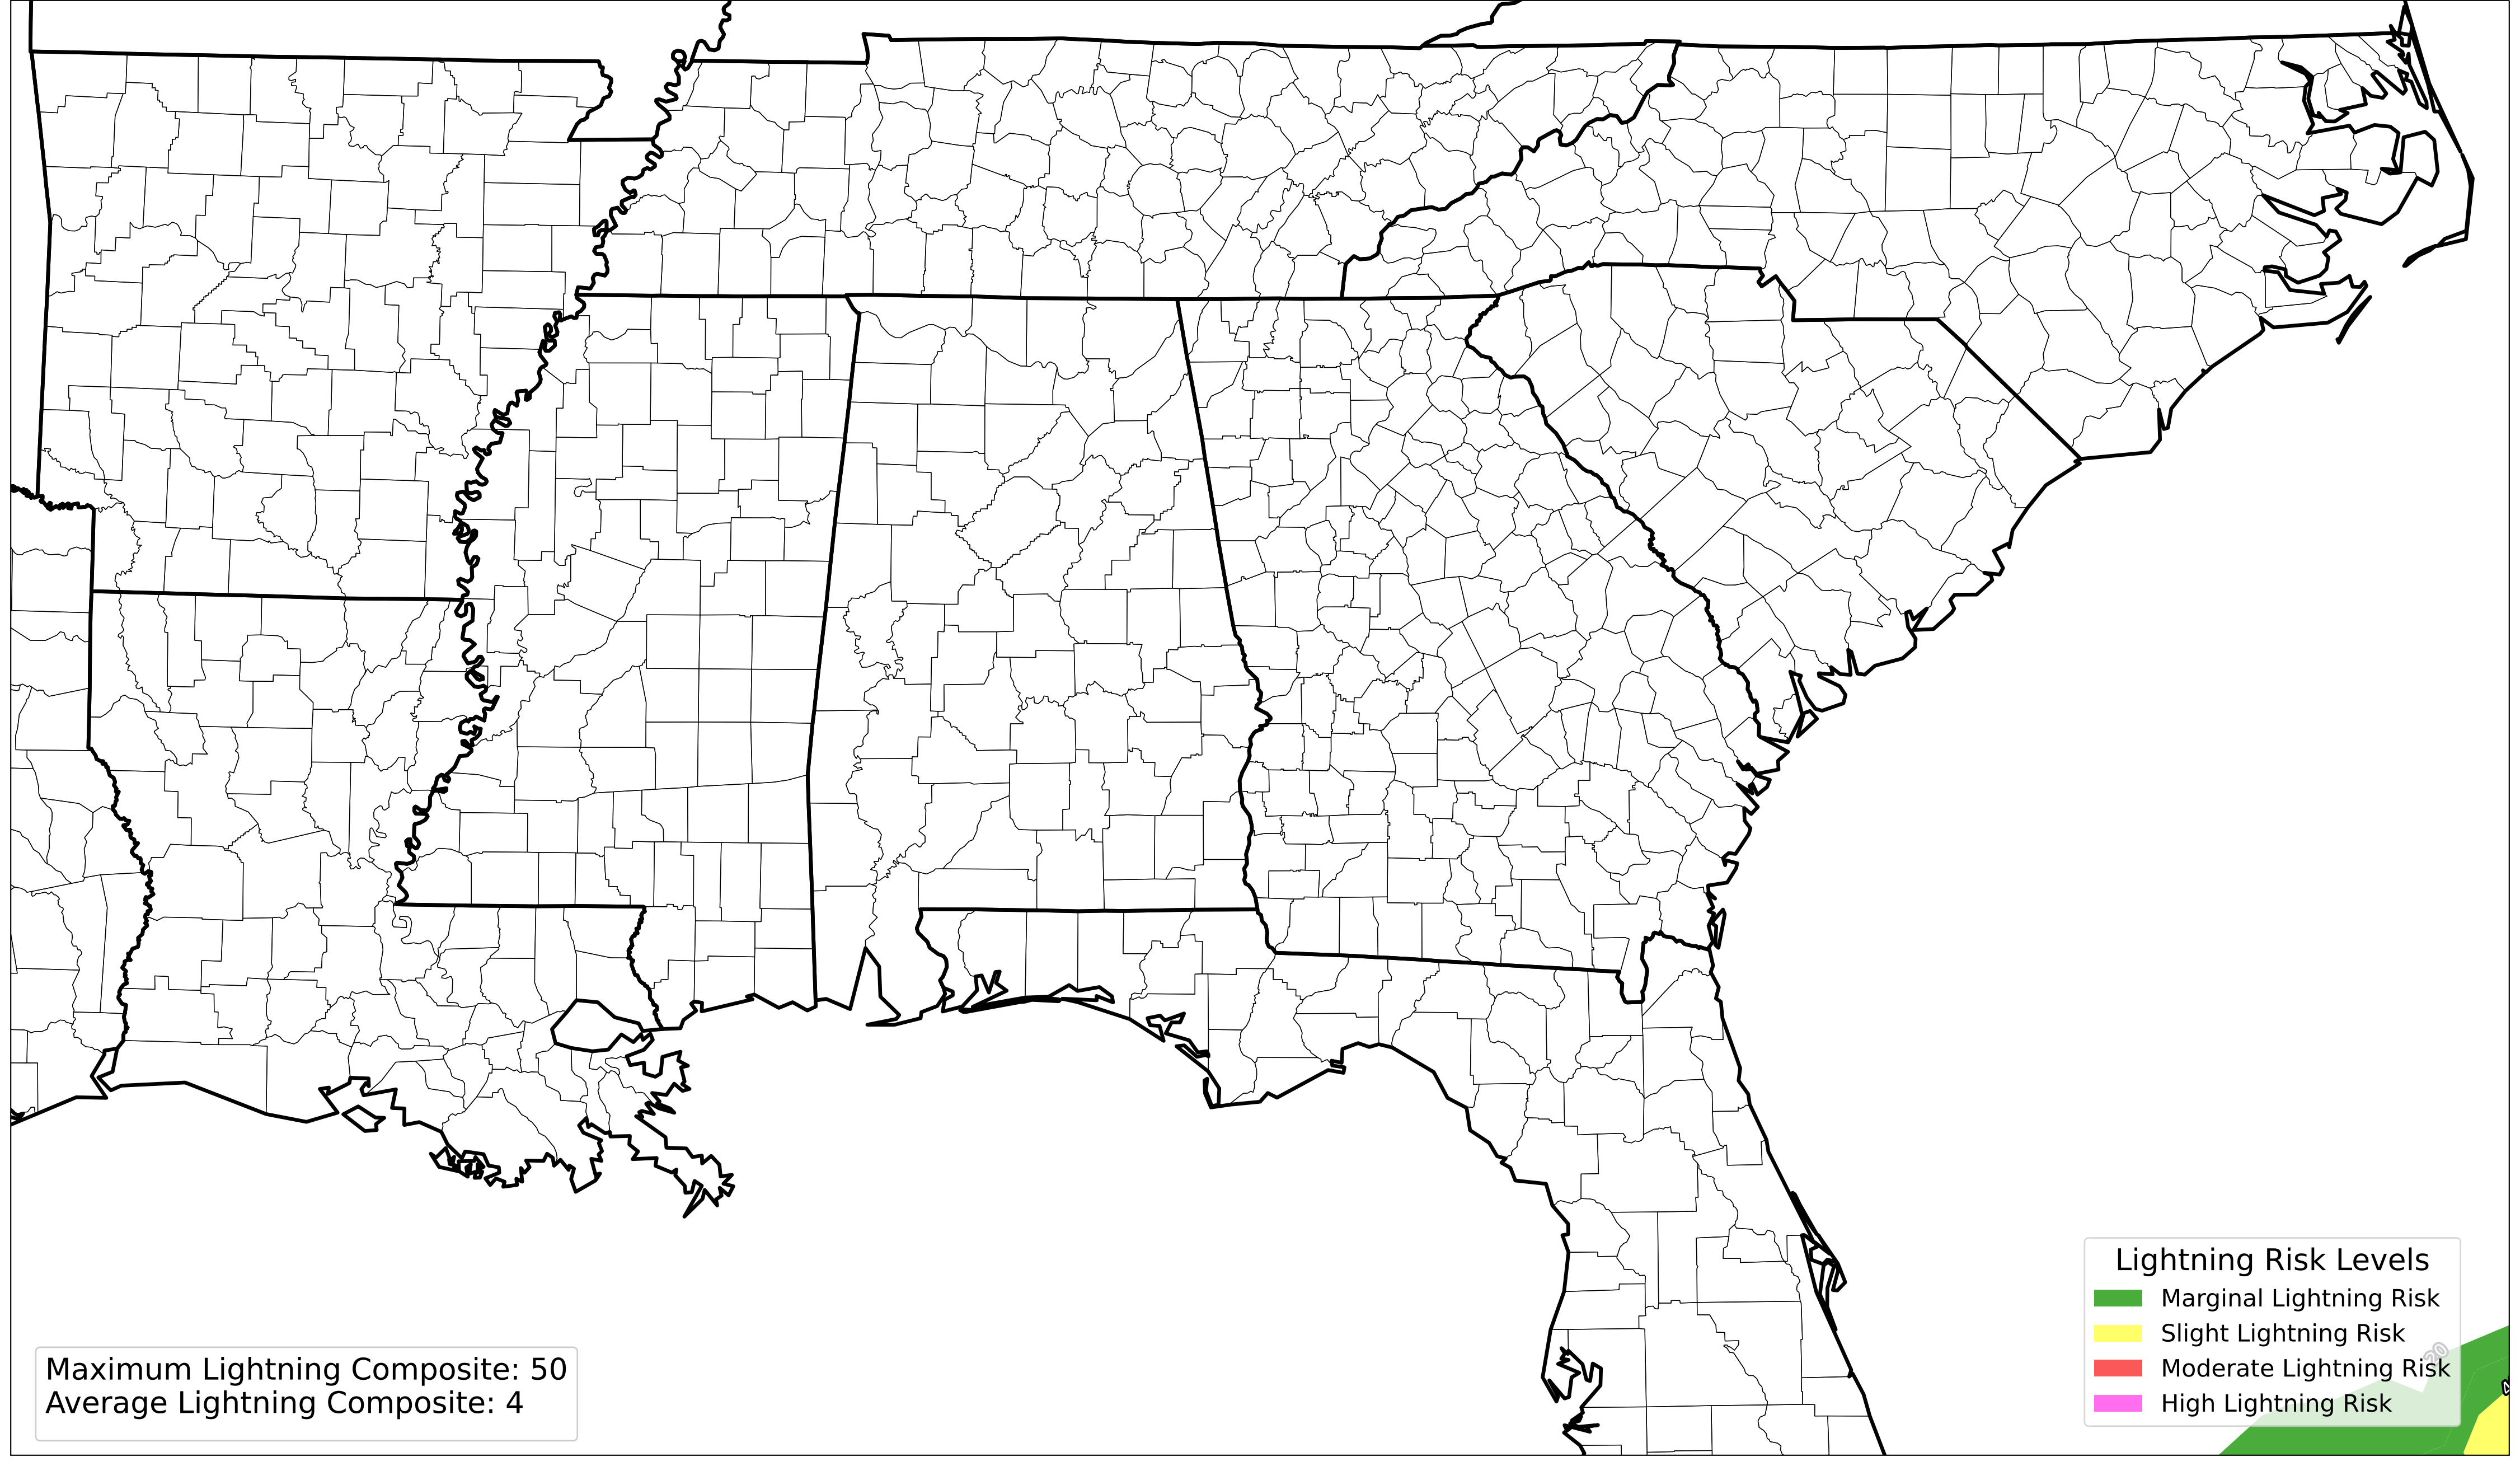 Lightning Risk Levels
Marginal Lightning Risk
Slight Lightning Risk
Moderate Lightning Risk
High Lightning Risk
20
Maximum Lightning Composite: 50
Average Lightning Composite: 4